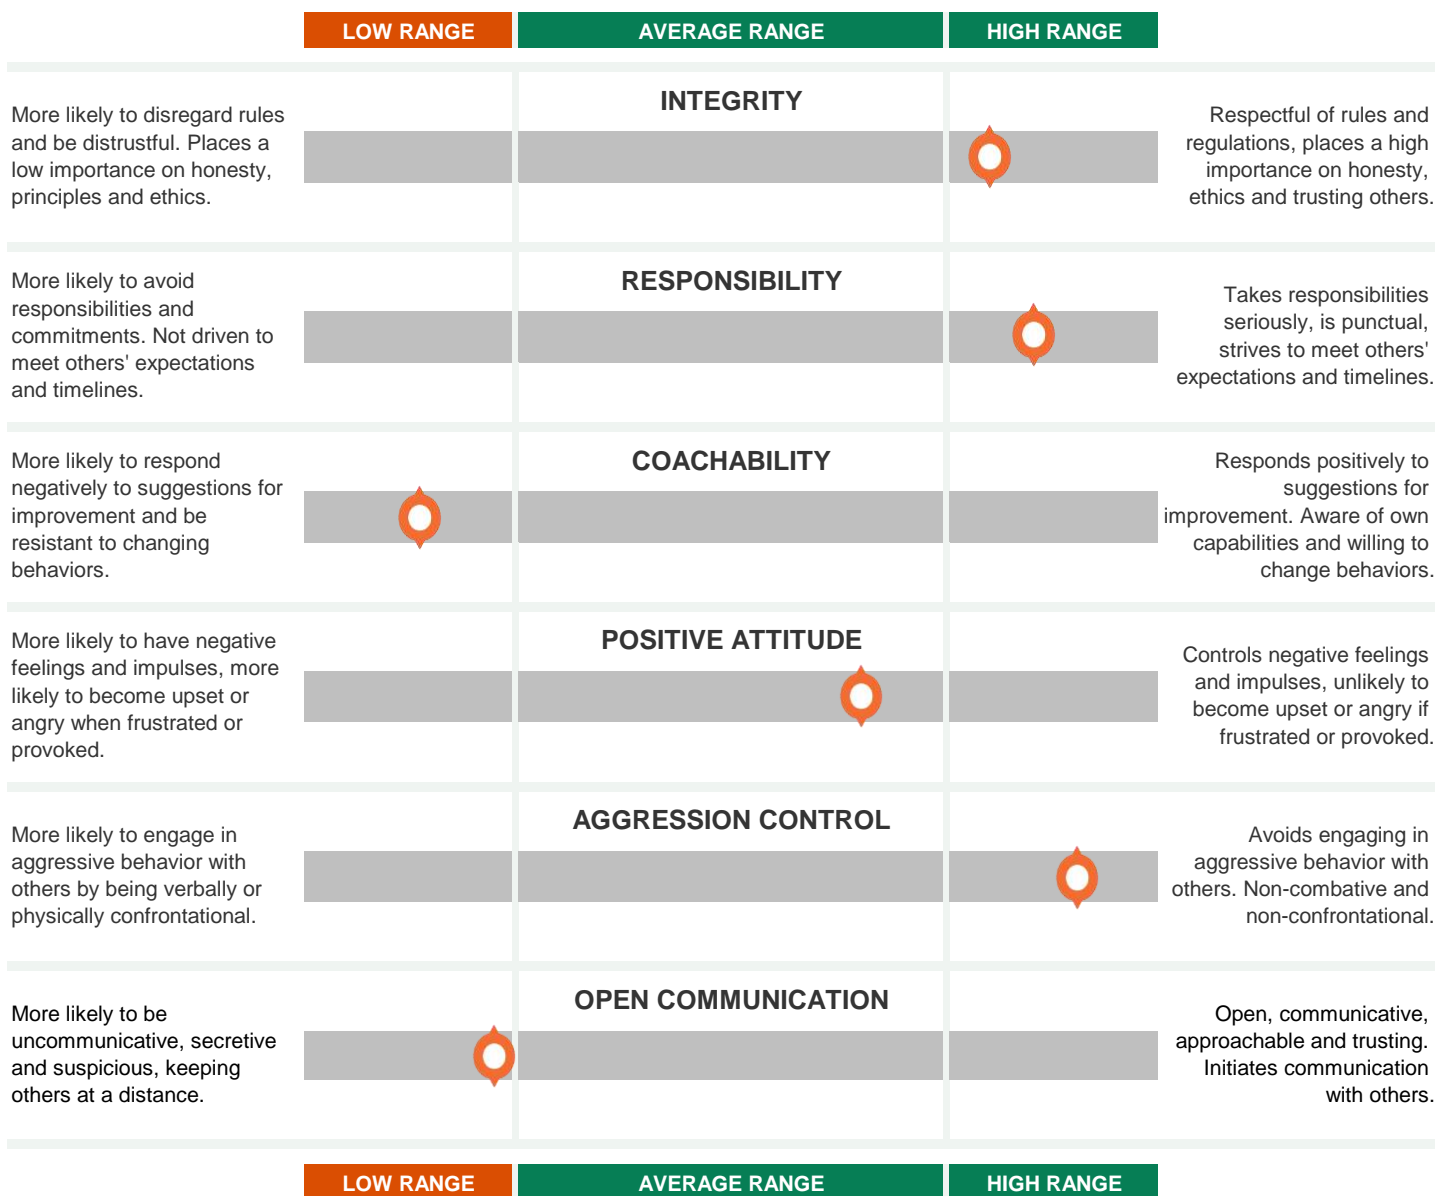 LOW RANGE AVERAGE RANGE HIGH RANGE
INTEGRITY
More likely to disregard rules
and be distrustful. Places a
low importance on honesty,
principles and ethics.
Respectful of rules and
regulations, places a high
importance on honesty,
ethics and trusting others.
RESPONSIBILITY
More likely to avoid
responsibilities and
commitments. Not driven to
meet others' expectations
and timelines.
Takes responsibilities
seriously, is punctual,
strives to meet others'
expectations and timelines.
COACHABILITY
More likely to respond
negatively to suggestions for
improvement and be
resistant to changing
behaviors.
Responds positively to
suggestions for
improvement. Aware of own
capabilities and willing to
change behaviors.
POSITIVE ATTITUDE
More likely to have negative
feelings and impulses, more
likely to become upset or
angry when frustrated or
provoked.
Controls negative feelings
and impulses, unlikely to
become upset or angry if
frustrated or provoked.
AGGRESSION CONTROL
More likely to engage in
aggressive behavior with
others by being verbally or
physically confrontational.
Avoids engaging in
aggressive behavior with
others. Non-combative and
non-confrontational.
OPEN COMMUNICATION
More likely to be
uncommunicative, secretive
and suspicious, keeping
others at a distance.
Open, communicative,
approachable and trusting.
Initiates communication
with others.
LOW RANGE AVERAGE RANGE HIGH RANGE